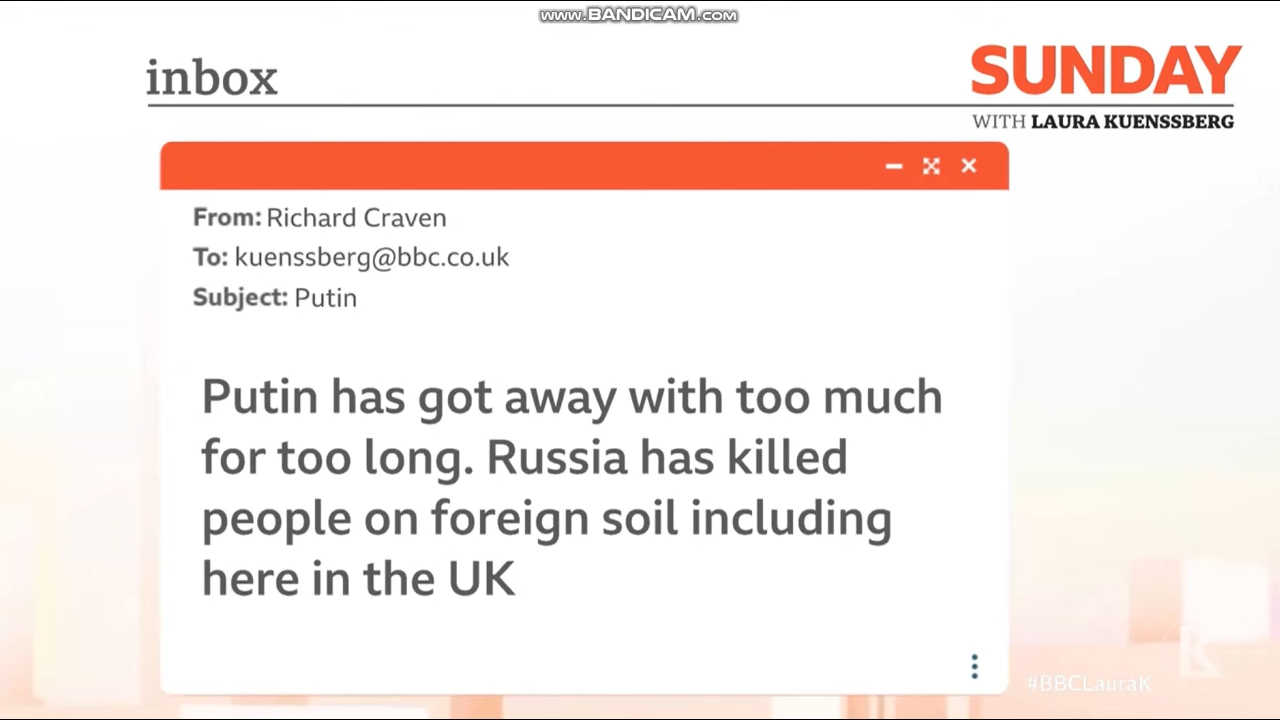 www.BANDICAM.com
inbox
SUNDAY
WITH LAURA KUENSSBERG
From: Richard Craven
To: kuenssberg@bbc.co.uk
Subject: Putin
Putin has got away with too much
for too long. Russia has killed
people on foreign soil including
here in the UK
K
#BBCLauraK